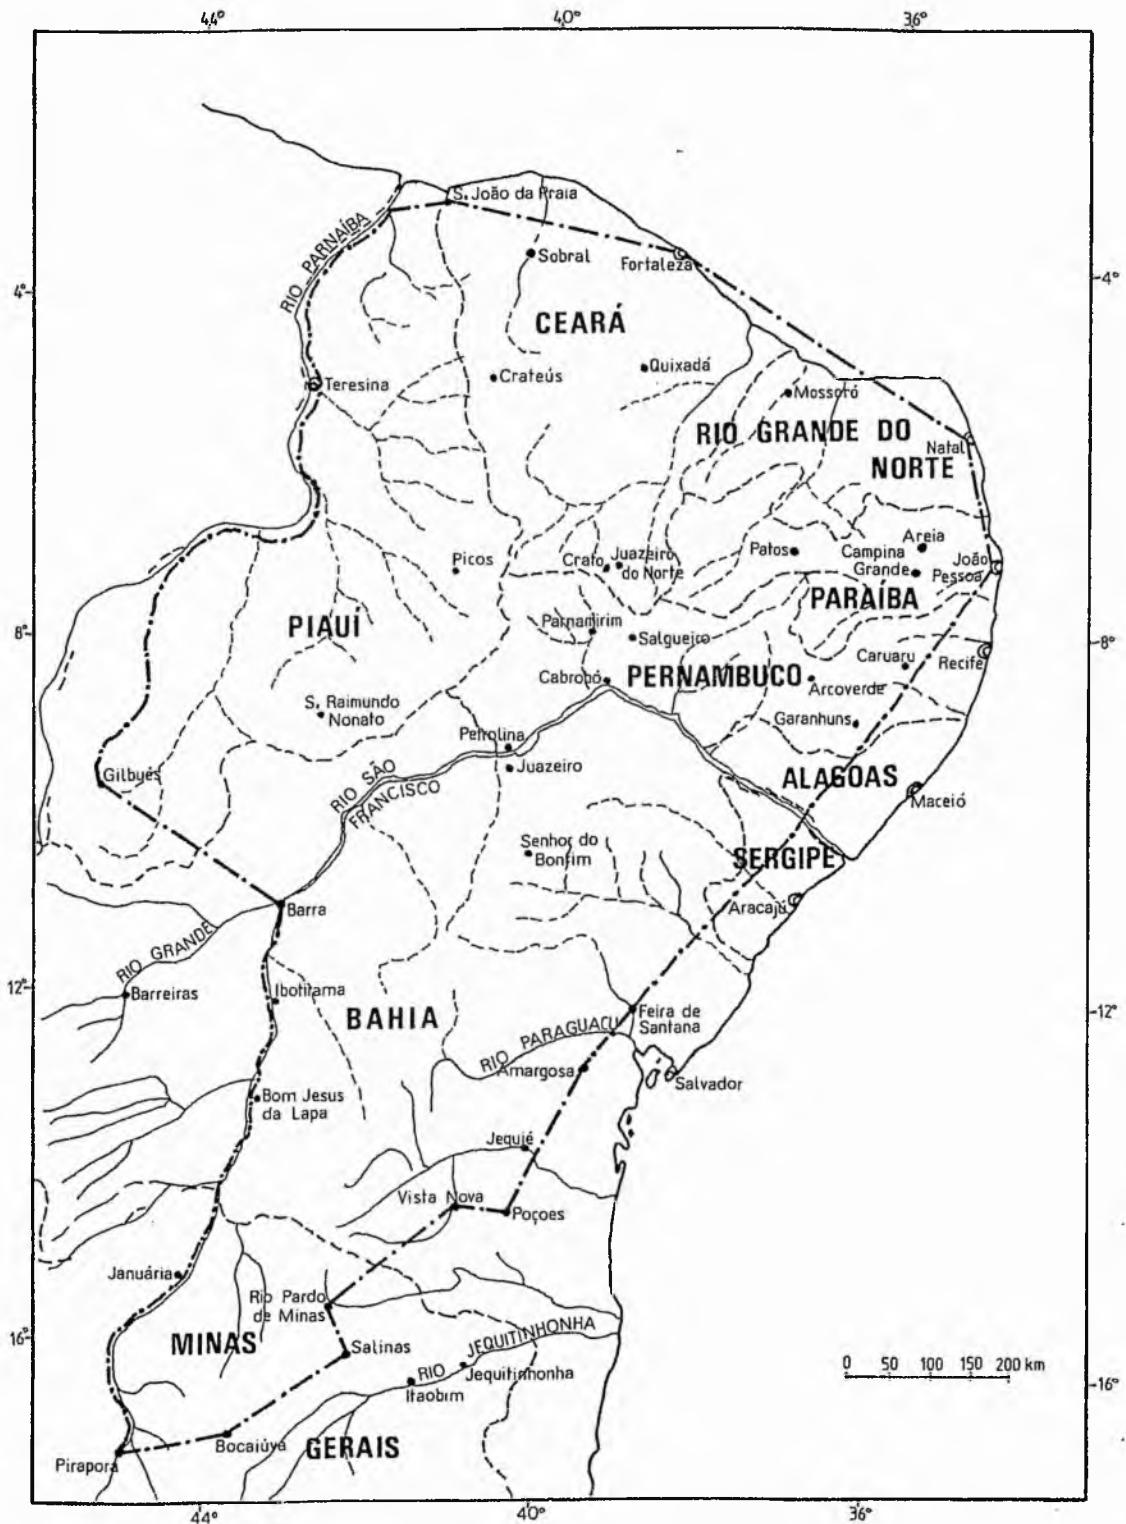 44°
40°
36°
S. João da Praia
RIO PARNAÍBA
Sobral
Fortaleza
4°
4°
CEARÁ
Teresina
Crateús
Quixadá
Mossoró
RIO GRANDE DO
NORTE
Natal
Picos
Crato
Juazeiro
do Norte
Patos
Areia
Campina
Grande
João
Pessoa
PARAÍBA
PIAUÍ
Parnamirim
Salgueiro
8°
8°
Caruaru
Recife
Cabrobó
PERNAMBUCO
Arcoverde
S. Raimundo
Nonato
Garanhuns
Petrolina
Juazeiro
Gilbués
RIO SÃO
FRANCISCO
ALAGOAS
Maceió
Senhor do
Bonfim
SERGIPE
Barra
Aracajú
RIO GRANDE
Barreiras
12°
Ibotirama
12°
BAHIA
Feira de
Santana
RIO PARAGUAÇU
Amargosa
Salvador
Bom Jesus
da Lapa
Jequié
Vista Nova
Poçoes
Januária
Rio Pardo
de Minas
16°
MINAS
Salinas
RIO JEQUITINHONHA
Jequitinhonha
Itaobim
0 50 100 150 200 km
16°
Bocaiúva
GERAIS
Pirapora
44°
40°
36°